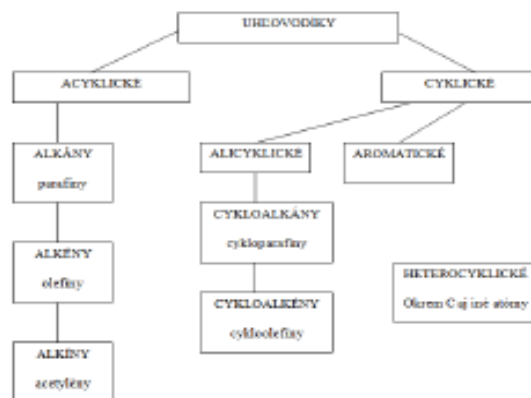 UHĽOVODÍKY
ACYKLICKÉ
CYKLICKÉ
ALKÁNY
parafíny
ALICYKLICKÉ
AROMATICKÉ
CYKLOALKÁNY
cykloparafíny
ALKÉNY
olefíny
HETEROCYKLICKÉ
Okrem C aj iné atómy
CYKLOALKÉNY
cykloolefíny
ALKÍNY
acetylény